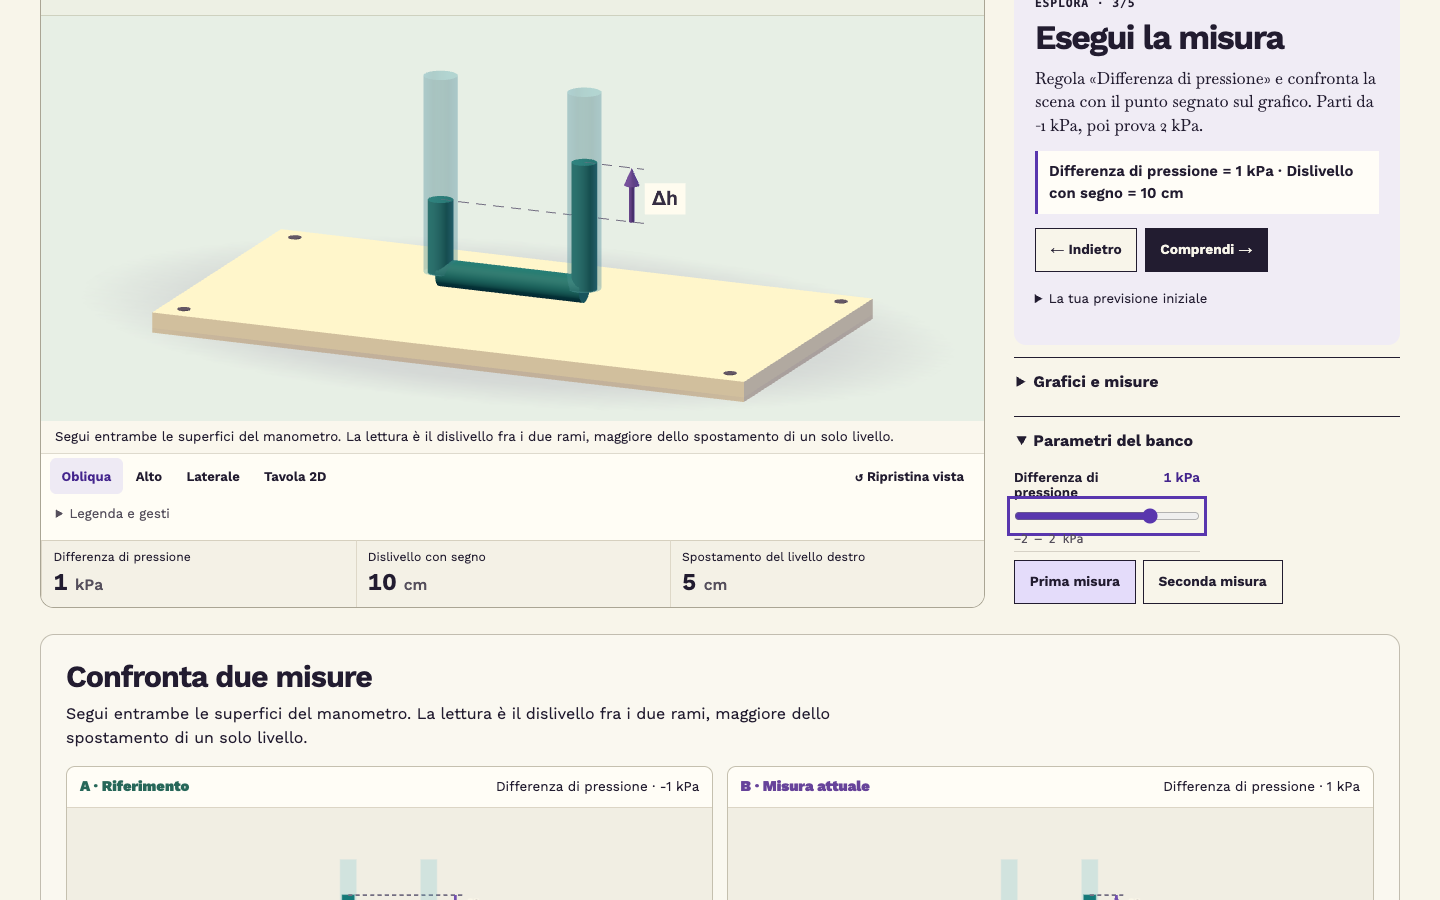 ESPLORA · 3/5
Esegui la misura
Regola «Differenza di pressione» e confronta la
scena con il punto segnato sul grafico. Parti da
-1 kPa, poi prova 2 kPa.
Differenza di pressione = 1 kPa · Dislivello
con segno = 10 cm
← Indietro
Comprendi →
▶ La tua previsione iniziale
▶ Grafici e misure
▼ Parametri del banco
Differenza di
pressione
1 kPa
−2 — 2 kPa
Prima misura
Seconda misura
Δh
Segui entrambe le superfici del manometro. La lettura è il dislivello fra i due rami, maggiore dello spostamento di un solo livello.
Obliqua
Alto
Laterale
Tavola 2D
↺ Ripristina vista
▶ Legenda e gesti
Differenza di pressione
1 kPa
Dislivello con segno
10 cm
Spostamento del livello destro
5 cm
Confronta due misure
Segui entrambe le superfici del manometro. La lettura è il dislivello fra i due rami, maggiore dello
spostamento di un solo livello.
A · Riferimento
Differenza di pressione · -1 kPa
B · Misura attuale
Differenza di pressione · 1 kPa